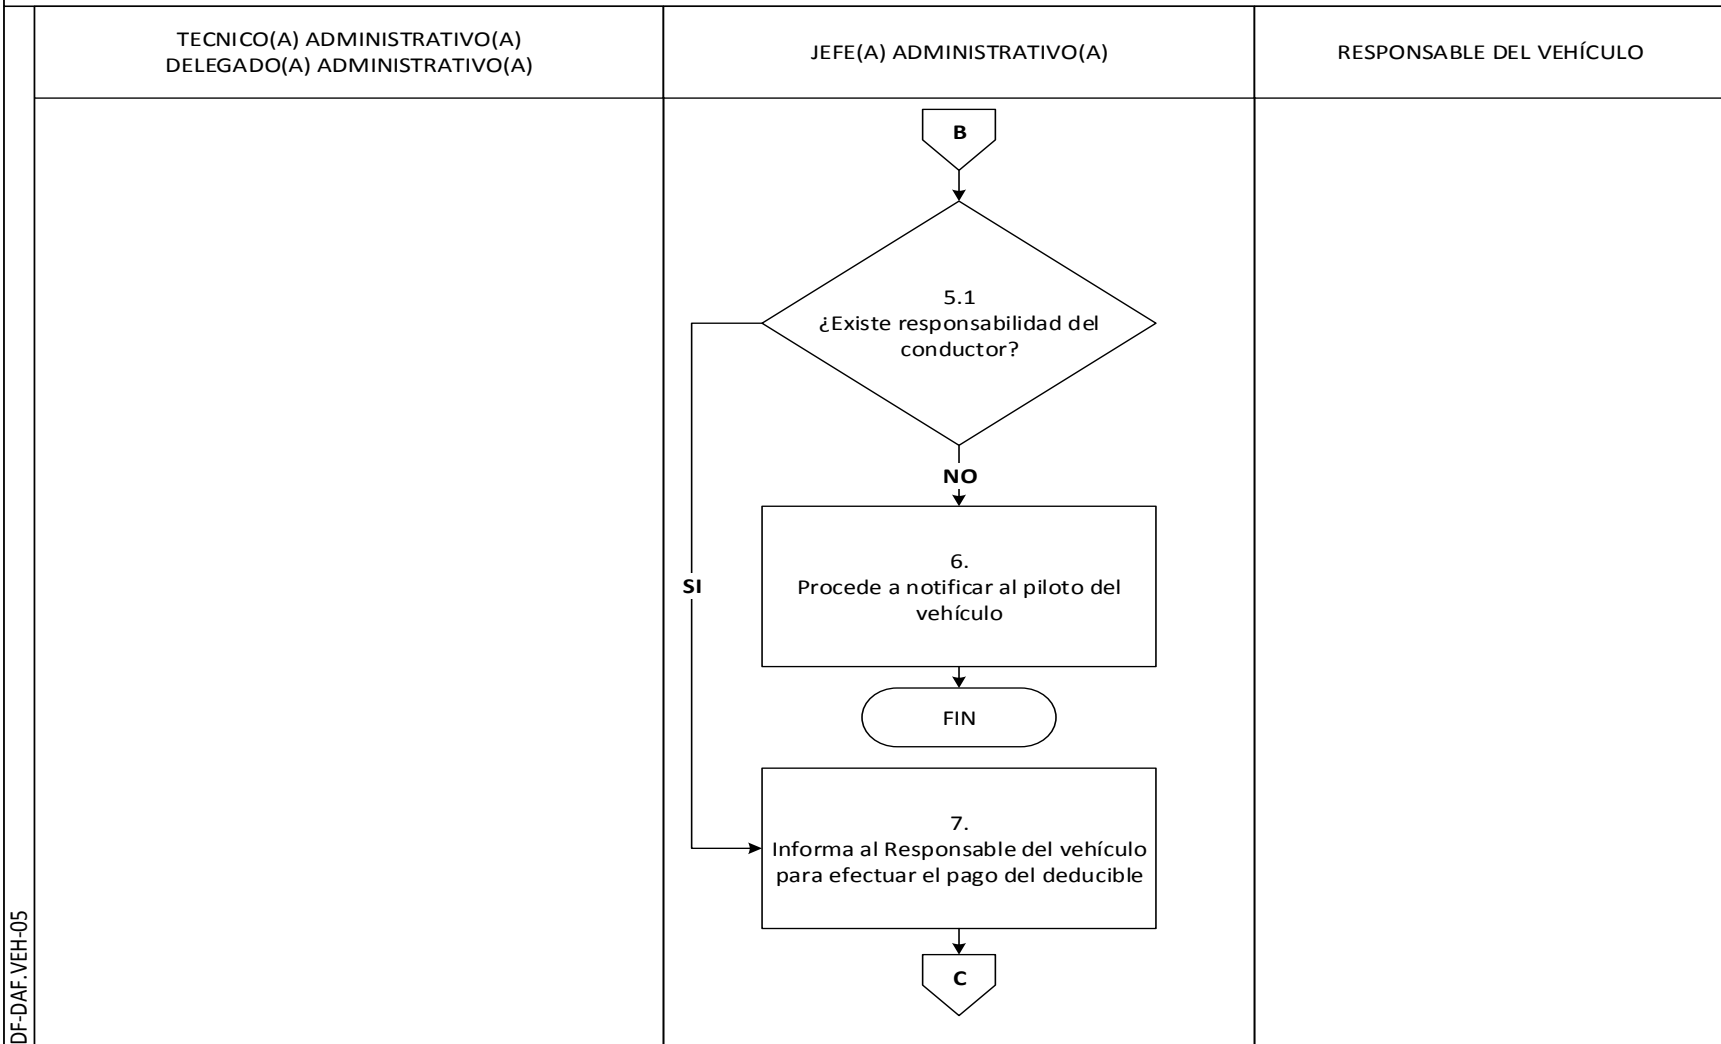 TECNICO(A) ADMINISTRATIVO(A)
DELEGADO(A) ADMINISTRATIVO(A)
JEFE(A) ADMINISTRATIVO(A)
RESPONSABLE DEL VEHÍCULO
B
5.1
¿Existe responsabilidad del
conductor?
NO
SI
6.
Procede a notificar al piloto del
vehículo
FIN
7.
Informa al Responsable del vehículo
para efectuar el pago del deducible
C
DF-DAF.VEH-05